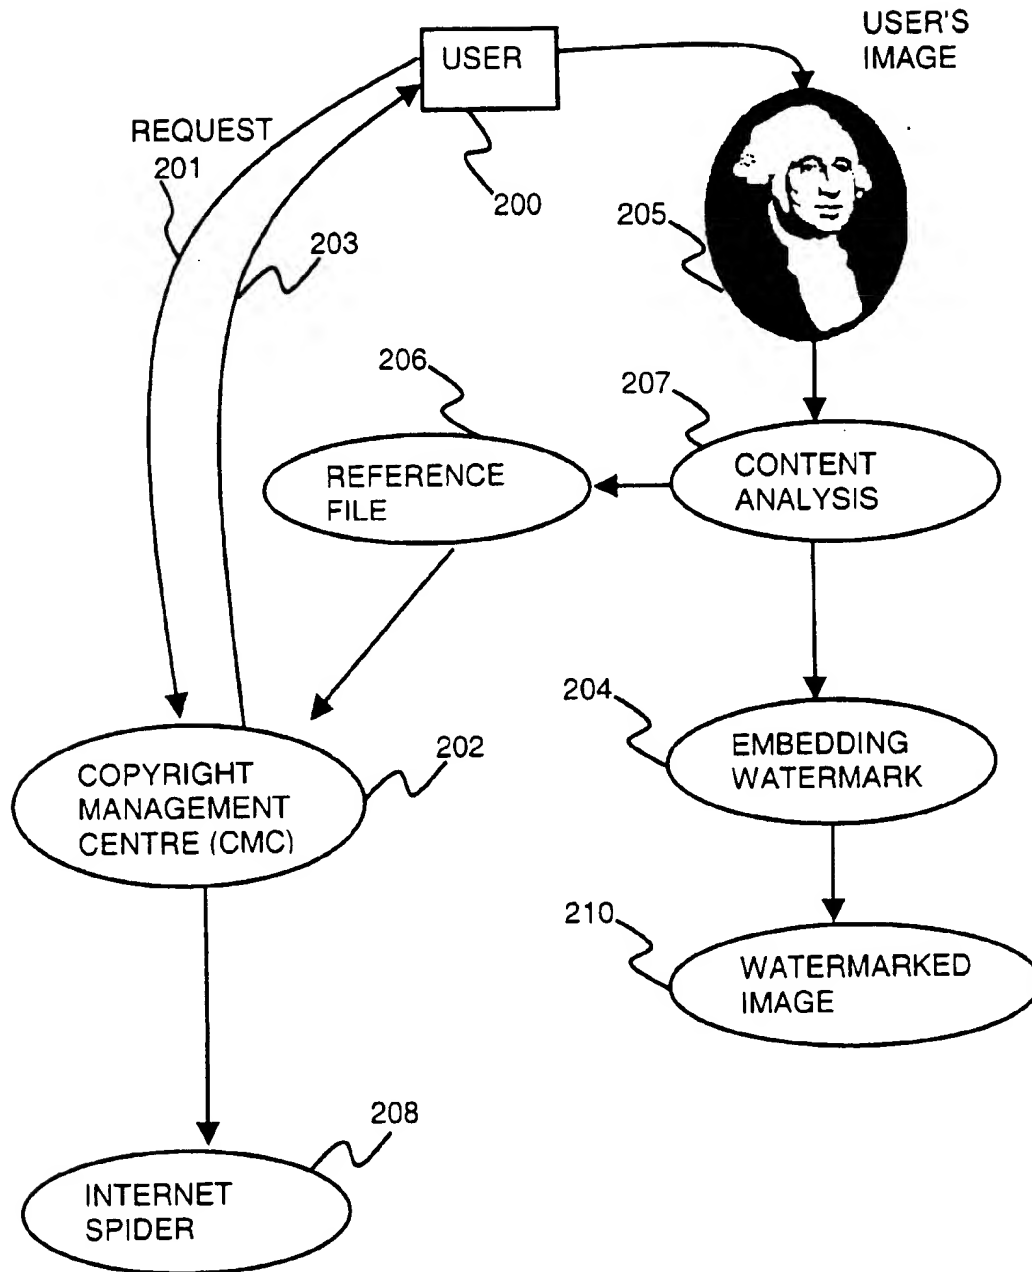 USER'S
IMAGE
USER
REQUEST
201
200
203
205
206
207
REFERENCE
FILE
CONTENT
ANALYSIS
204
EMBEDDING
WATERMARK
202
COPYRIGHT
MANAGEMENT
CENTRE (CMC)
210
WATERMARKED
IMAGE
208
INTERNET
SPIDER